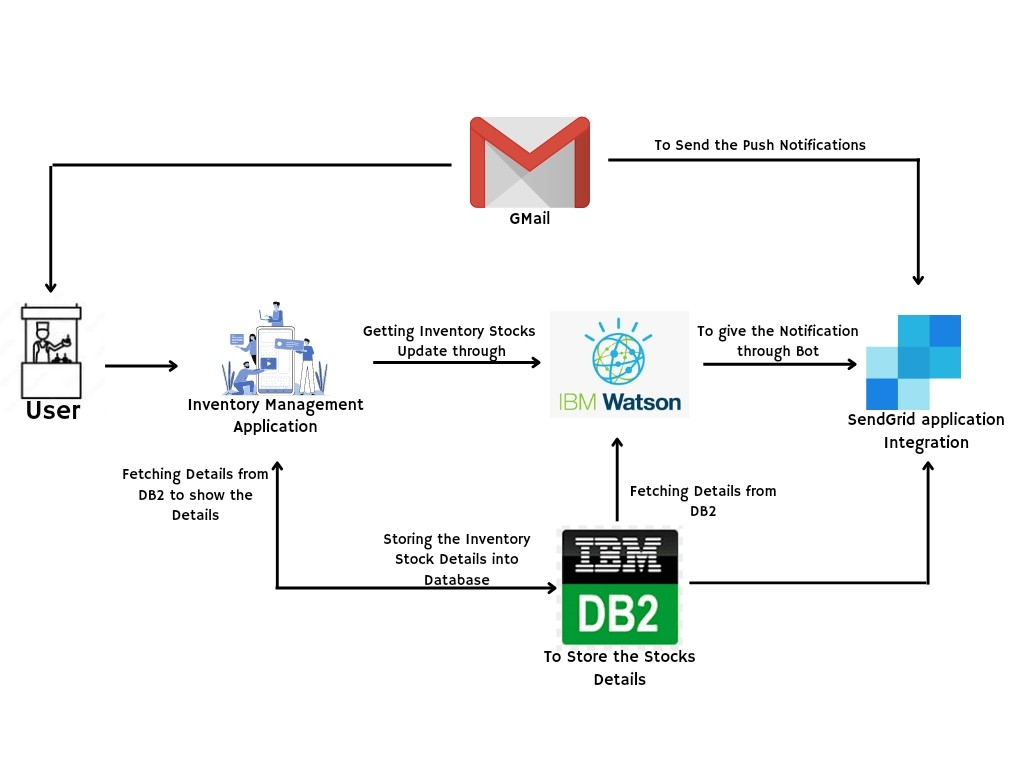 To Send the Push Notifications
GMail
User
Inventory Management
Application
Getting Inventory Stocks
Update through
IBM Watson
To give the Notification
through Bot
SendGrid application
Integration
Fetching Details from
DB2 to show the
Details
Storing the Inventory
Stock Details into
Database
Fetching Details from
DB2
IBM
DB2
To Store the Stocks
Details